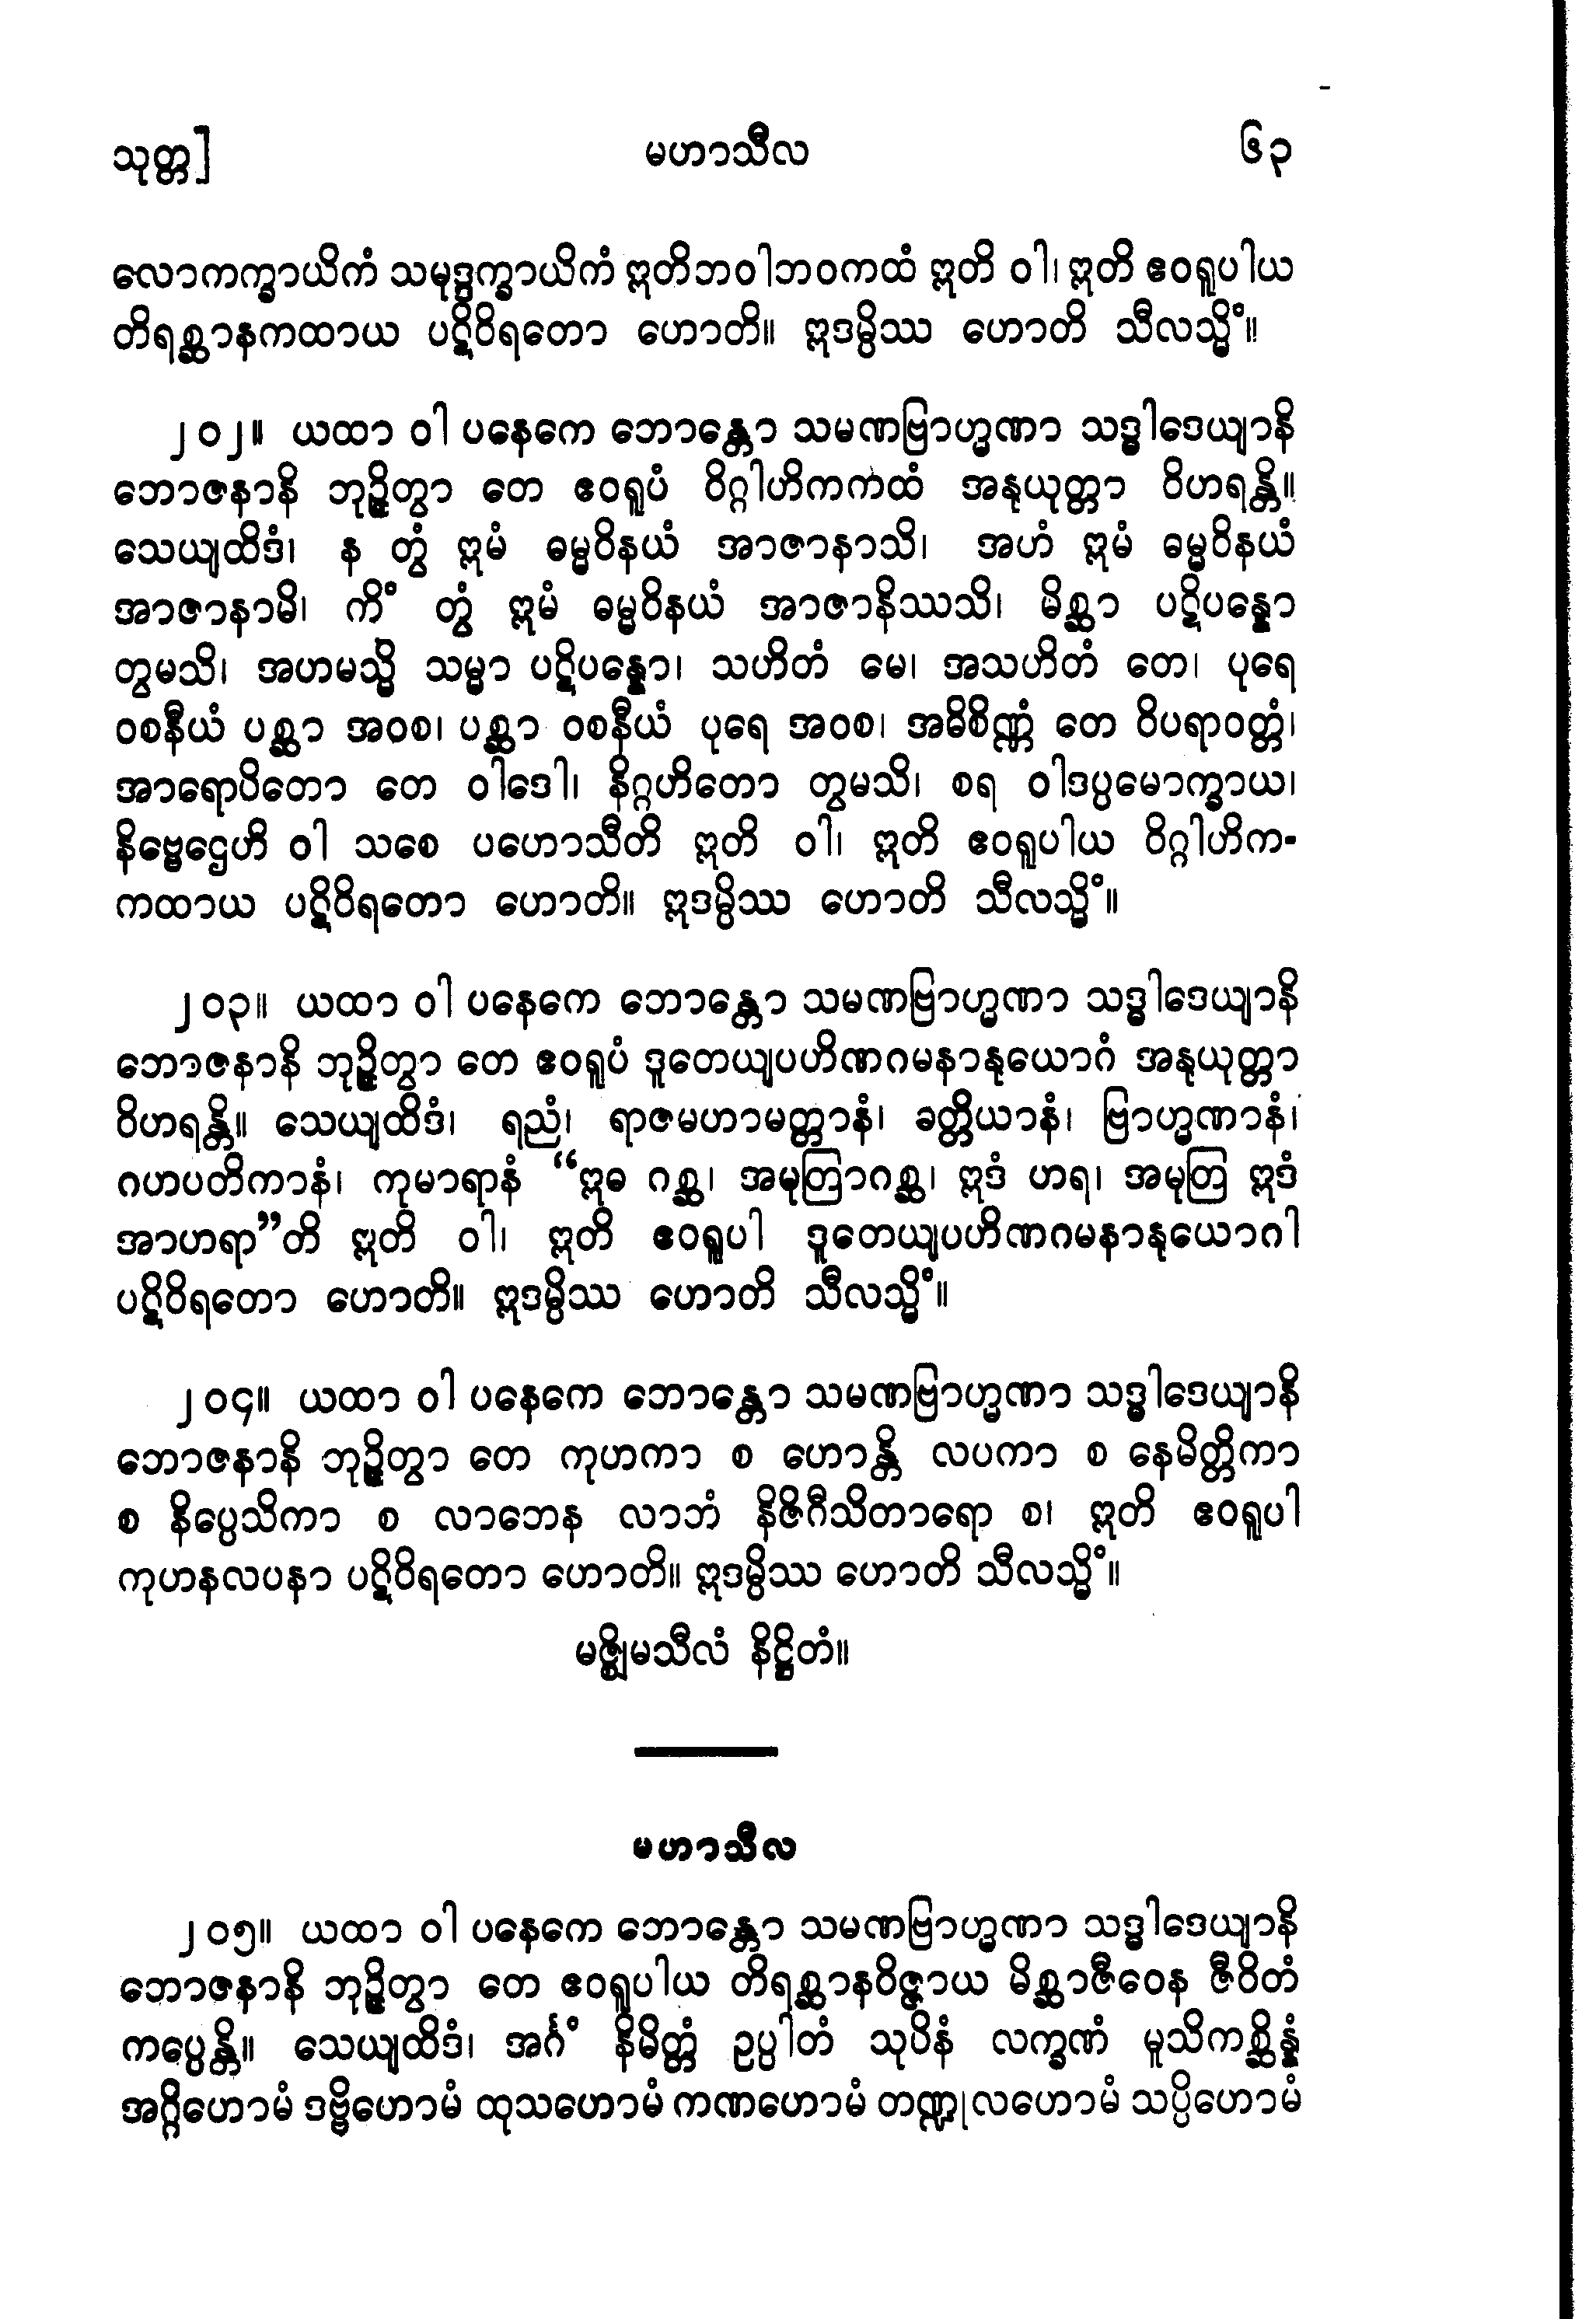 သုတ္တ] မဟာသီလ ၆၃
လောကက္ခာယိကံ သမုဒ္ဒက္ခာယိကံ ဣတိဘဝါဘဝကထံ ဣတိ ဝါ၊ ဣတိ ဧဝရူပါယ
တိရစ္ဆာနကထာယ ပဋိဝိရတော ဟောတိ။ ဣဒမ္ပိဿ ဟောတိ သီလသ္မိံ။
၂၀၂။ ယထာ ဝါ ပနေကေ ဘောန္တော သမဏဗြာဟ္မဏာ သဒ္ဓါဒေယျာနိ
ဘောဇနာနိ ဘုဉ္ဇိတွာ တေ ဧဝရူပံ ဝိဂ္ဂါဟိကကထံ အနုယုတ္တာ ဝိဟရန္တိ။
သေယျထိဒံ၊ န တွံ ဣမံ ဓမ္မဝိနယံ အာဇာနာသိ၊ အဟံ ဣမံ ဓမ္မဝိနယံ
အာဇာနာမိ၊ ကိံ တွံ ဣမံ ဓမ္မဝိနယံ အာဇာနိဿသိ၊ မိစ္ဆာ ပဋိပန္နော
တွမသိ၊ အဟမသ္မိ သမ္မာ ပဋိပန္နော၊ သဟိတံ မေ၊ အသဟိတံ တေ၊ ပုရေ
ဝစနီယံ ပစ္ဆာ အဝစ၊ ပစ္ဆာ ဝစနီယံ ပုရေ အဝစ၊ အဓိစိဏ္ဏံ တေ ဝိပရာဝတ္တံ၊
အာရောပိတော တေ ဝါဒေါ၊ နိဂ္ဂဟိတော တွမသိ၊ စရ ဝါဒပ္ပမောက္ခာယ၊
နိဗ္ဗေဌေဟိ ဝါ သစေ ပဟောသီတိ ဣတိ ဝါ၊ ဣတိ ဧဝရူပါယ ဝိဂ္ဂါဟိက-
ကထာယ ပဋိဝိရတော ဟောတိ။ ဣဒမ္ပိဿ ဟောတိ သီလသ္မိံ။
၂၀၃။ ယထာ ဝါ ပနေကေ ဘောန္တော သမဏဗြာဟ္မဏာ သဒ္ဓါဒေယျာနိ
ဘောဇနာနိ ဘုဉ္ဇိတွာ တေ ဧဝရူပံ ဒူတေယျပဟိဏဂမနာနုယောဂံ အနုယုတ္တာ
ဝိဟရန္တိ။ သေယျထိဒံ၊ ရညံ၊ ရာဇမဟာမတ္တာနံ၊ ခတ္တိယာနံ၊ ဗြာဟ္မဏာနံ၊
ဂဟပတိကာနံ၊ ကုမာရာနံ “ဣဓ ဂစ္ဆ၊ အမုတြာဂစ္ဆ၊ ဣဒံ ဟရ၊ အမုတြ ဣဒံ
အာဟရာ”တိ ဣတိ ဝါ၊ ဣတိ ဧဝရူပါ ဒူတေယျပဟိဏဂမနာနုယောဂါ
ပဋိဝိရတော ဟောတိ။ ဣဒမ္ပိဿ ဟောတိ သီလသ္မိံ။
၂၀၄။ ယထာ ဝါ ပနေကေ ဘောန္တော သမဏဗြာဟ္မဏာ သဒ္ဓါဒေယျာနိ
ဘောဇနာနိ ဘုဉ္ဇိတွာ တေ ကုဟကာ စ ဟောန္တိ လပကာ စ နေမိတ္တိကာ
စ နိပ္ပေသိကာ စ လာဘေန လာဘံ နိဇိဂီသိတာရော စ၊ ဣတိ ဧဝရူပါ
ကုဟနလပနာ ပဋိဝိရတော ဟောတိ။ ဣဒမ္ပိဿ ဟောတိ သီလသ္မိံ။
မဇ္ဈိမသီလံ နိဋ္ဌိတံ။
မဟာသီလ
၂၀၅။ ယထာ ဝါ ပနေကေ ဘောန္တော သမဏဗြာဟ္မဏာ သဒ္ဓါဒေယျာနိ
ဘောဇနာနိ ဘုဉ္ဇိတွာ တေ ဧဝရူပါယ တိရစ္ဆာနဝိဇ္ဇာယ မိစ္ဆာဇီဝေန ဇီဝိတံ
ကပ္ပေန္တိ။ သေယျထိဒံ၊ အင်္ဂံ နိမိတ္တံ ဥပ္ပါတံ သုပိနံ လက္ခဏံ မူသိကစ္ဆိန္နံ
အဂ္ဂိဟောမံ ဒဗ္ဗိဟောမံ ထုသဟောမံ ကဏဟောမံ တဏ္ဍုလဟောမံ သပ္ပိဟောမံ